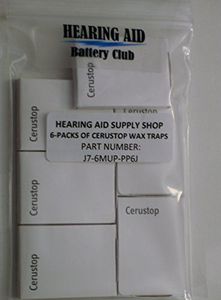 HEARING AID
Battery Club
Cerustop
Cerustop
HEARING AID SUPPLY SHOP
6-PACKS OF CERUSTOP WAX TRAPS
PART NUMBER:
J7-6MUP-PP6J
Cerustop
Cerustop
Cerustop